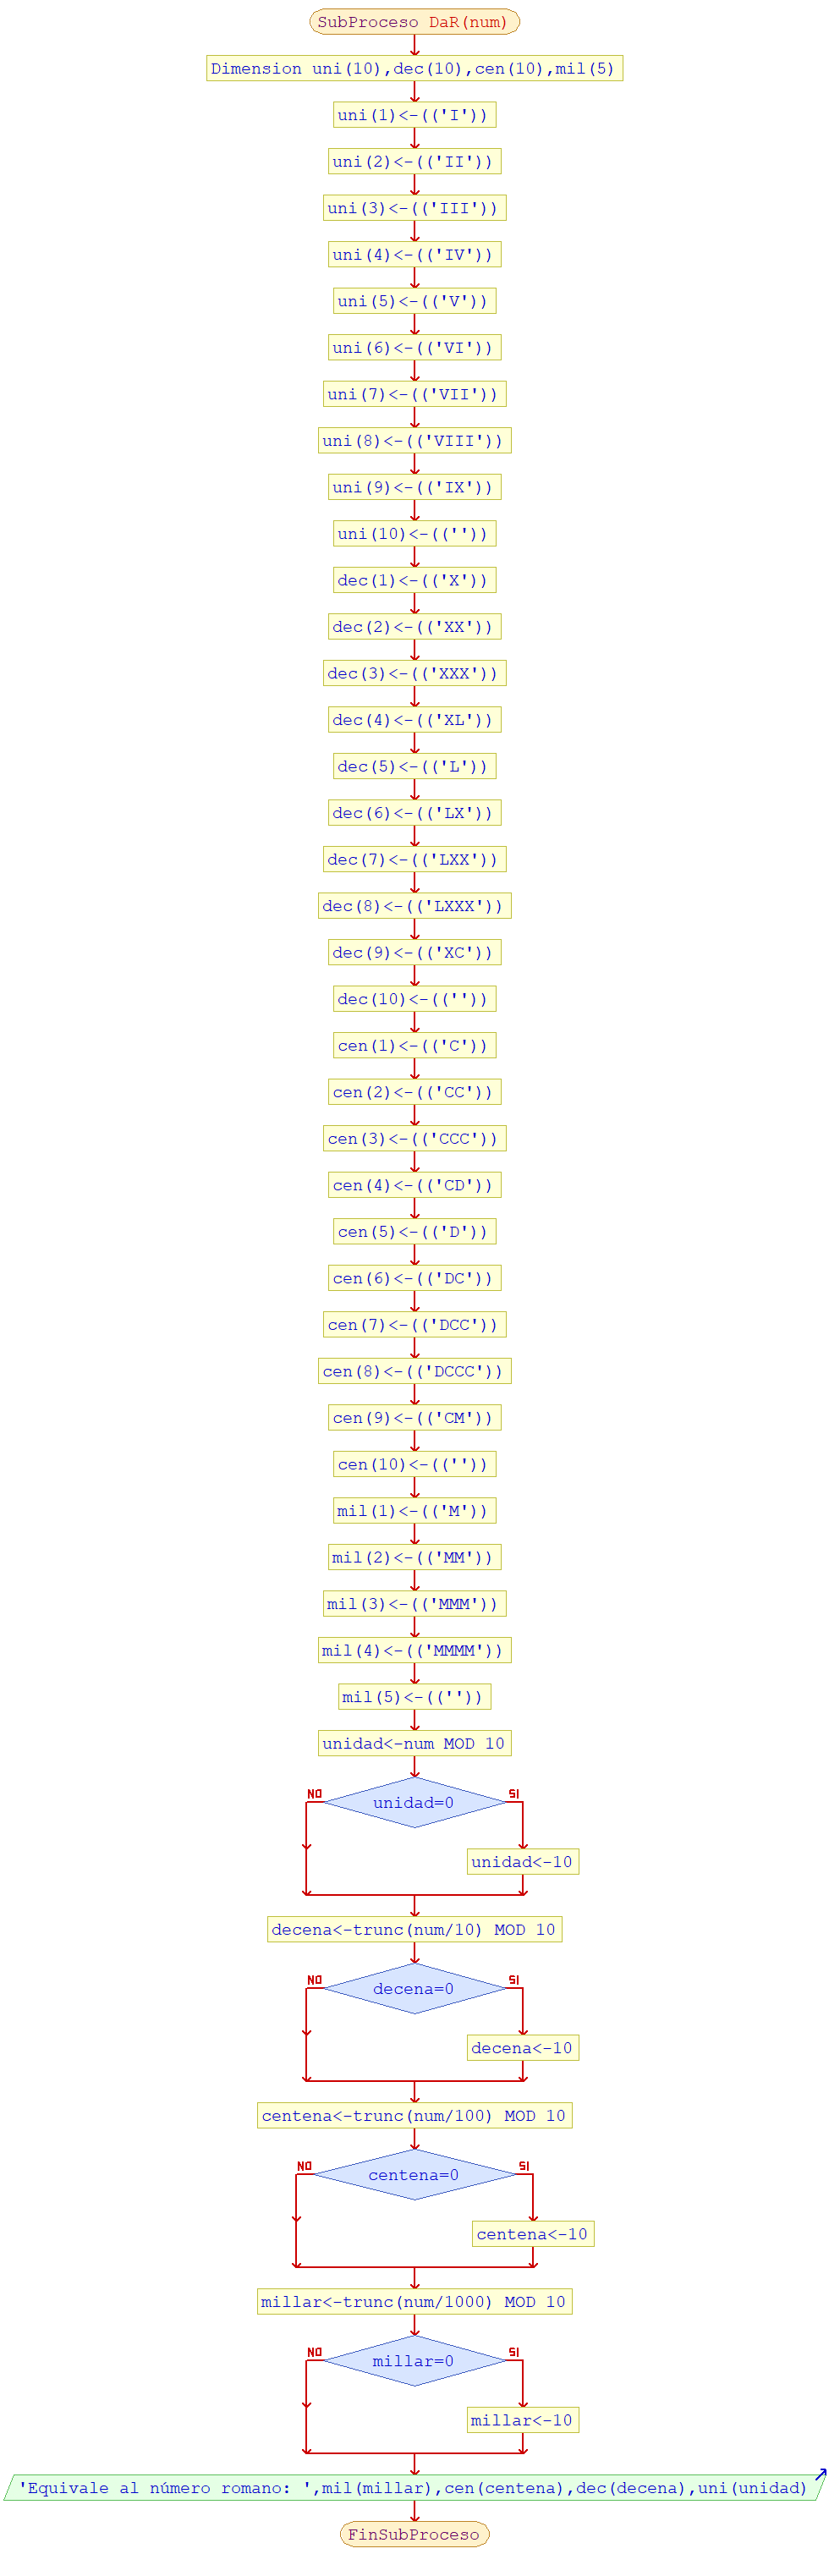 SubProceso DaR(num)
Dimension uni(10),dec(10),cen(10),mil(5)
uni(1)<-(('I'))
uni(2)<-(('II'))
uni(3)<-(('III'))
uni(4)<-(('IV'))
uni(5)<-(('V'))
uni(6)<-(('VI'))
uni(7)<-(('VII'))
uni(8)<-(('VIII'))
uni(9)<-(('IX'))
uni(10)<-((''))
dec(1)<-(('X'))
dec(2)<-(('XX'))
dec(3)<-(('XXX'))
dec(4)<-(('XL'))
dec(5)<-(('L'))
dec(6)<-(('LX'))
dec(7)<-(('LXX'))
dec(8)<-(('LXXX'))
dec(9)<-(('XC'))
dec(10)<-((''))
cen(1)<-(('C'))
cen(2)<-(('CC'))
cen(3)<-(('CCC'))
cen(4)<-(('CD'))
cen(5)<-(('D'))
cen(6)<-(('DC'))
cen(7)<-(('DCC'))
cen(8)<-(('DCCC'))
cen(9)<-(('CM'))
cen(10)<-((''))
mil(1)<-(('M'))
mil(2)<-(('MM'))
mil(3)<-(('MMM'))
mil(4)<-(('MMMM'))
mil(5)<-((''))
unidad<-num MOD 10
NO SI
unidad=0
unidad<-10
decena<-trunc(num/10) MOD 10
NO SI
decena=0
decena<-10
centena<-trunc(num/100) MOD 10
NO SI
centena=0
centena<-10
millar<-trunc(num/1000) MOD 10
NO SI
millar=0
millar<-10
'Equivale al número romano: ',mil(millar),cen(centena),dec(decena),uni(unidad)
FinSubProceso